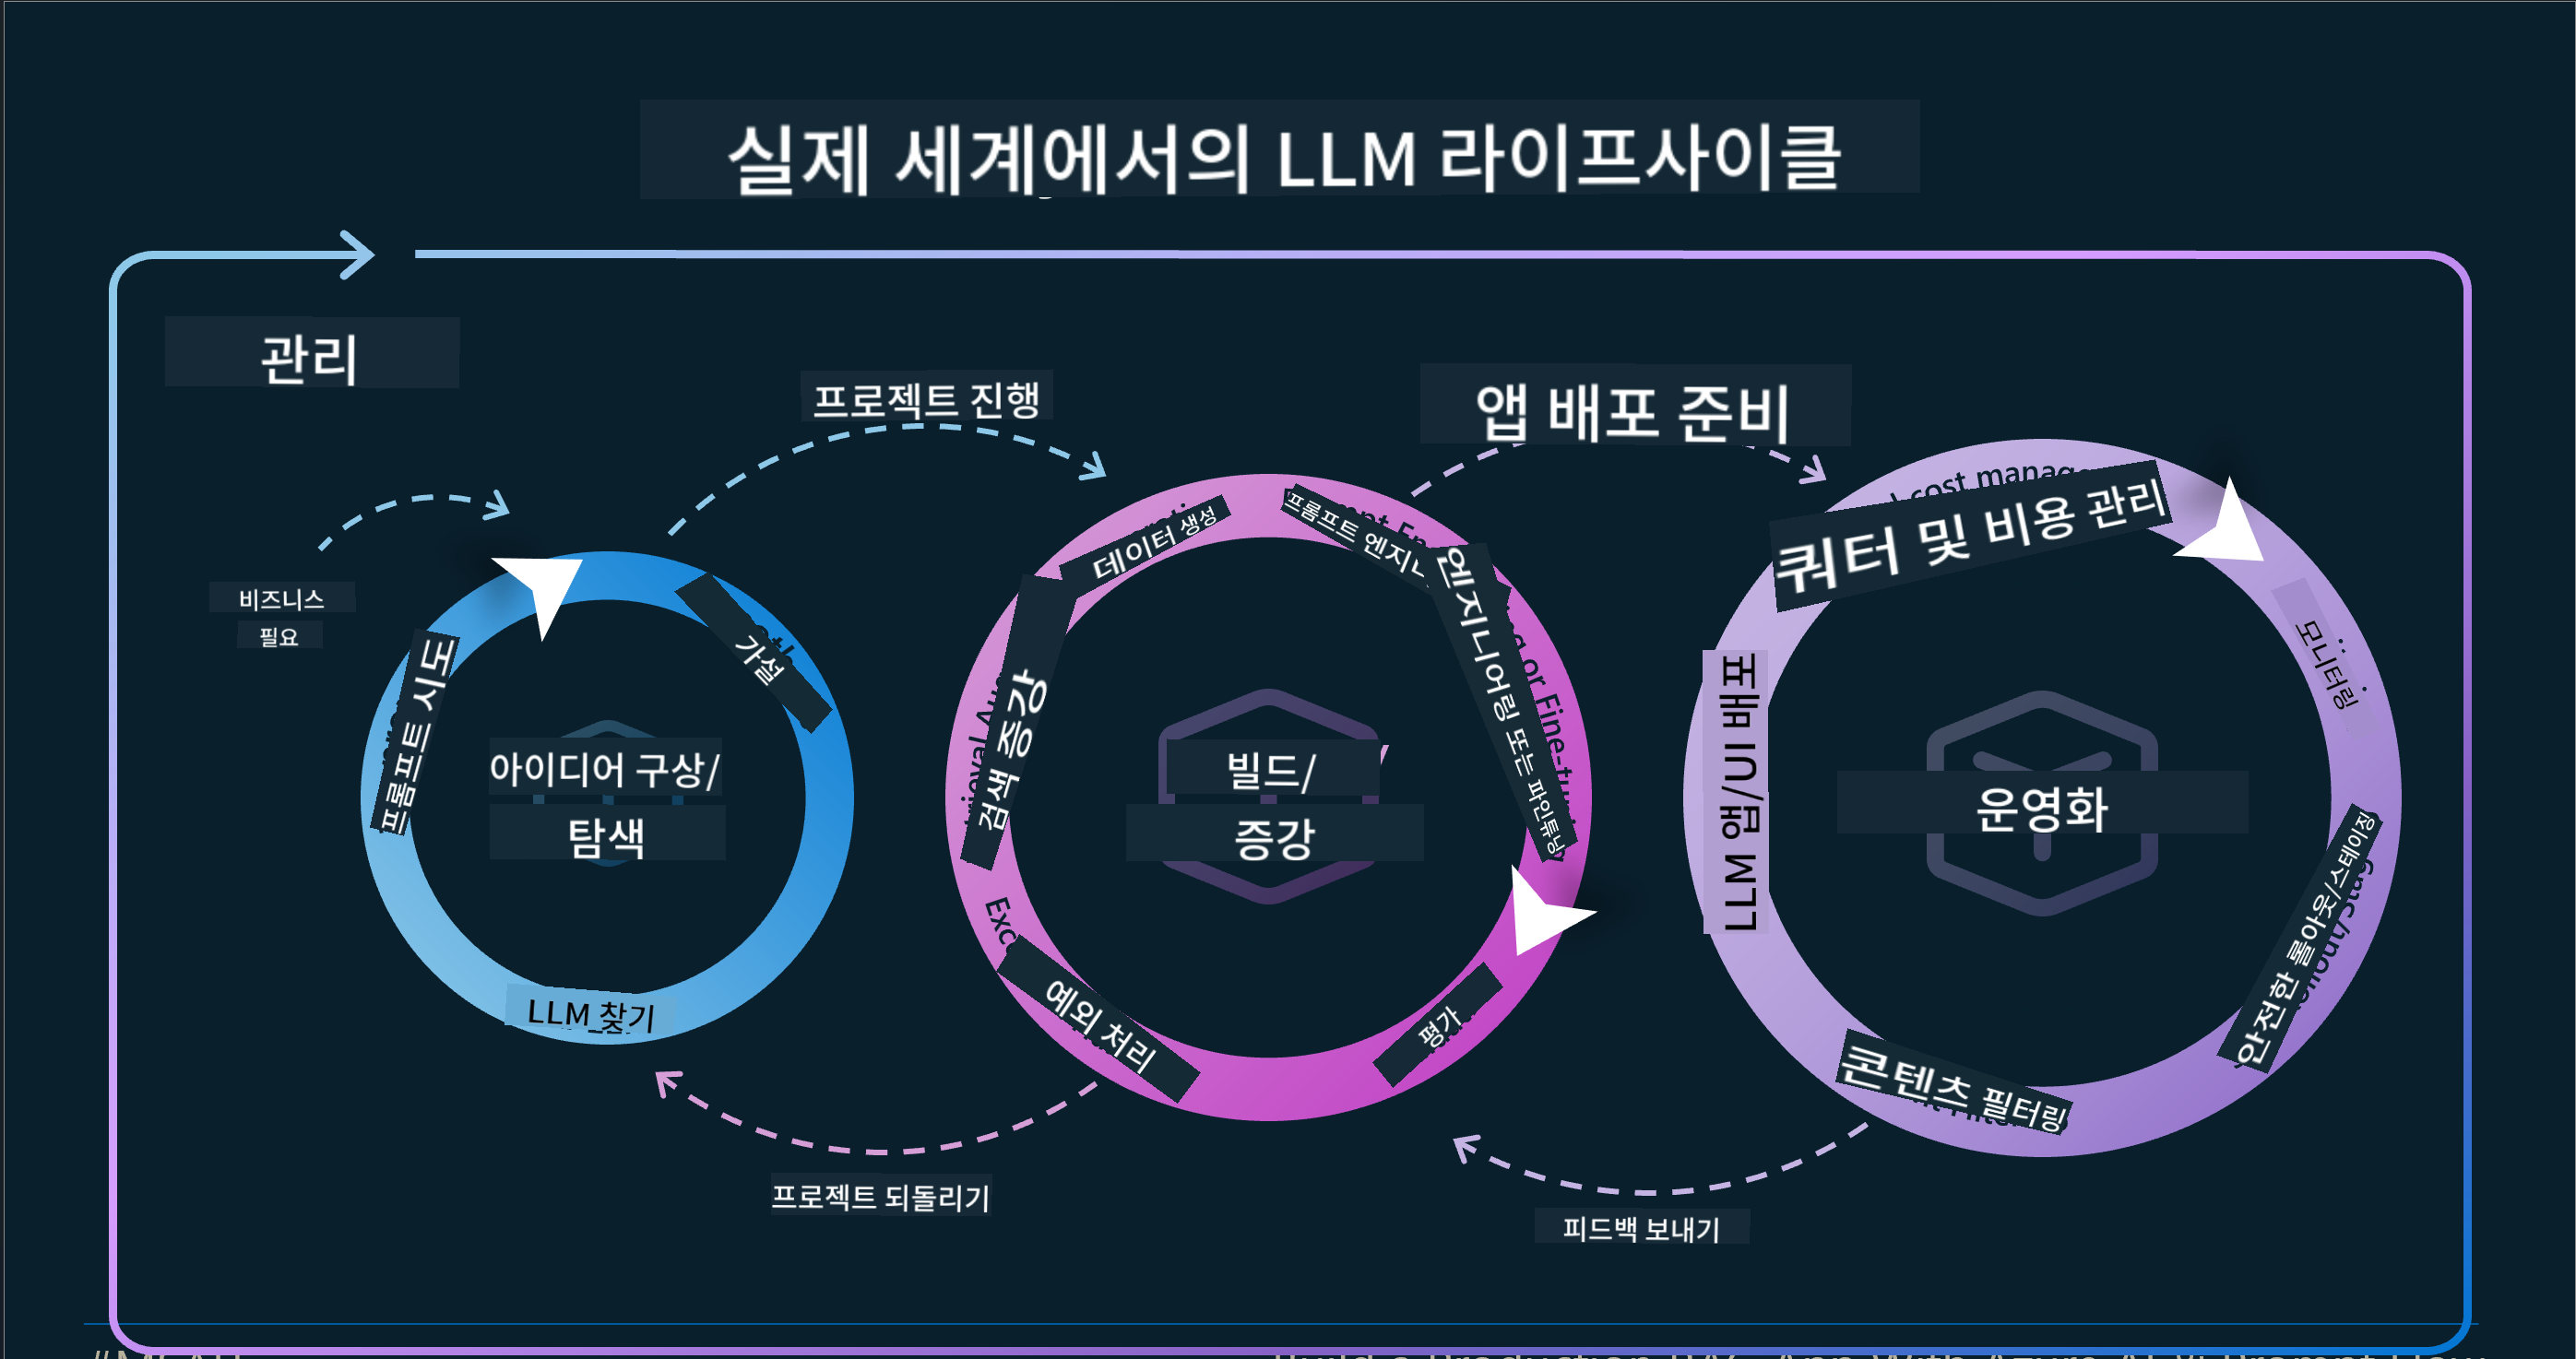 실제 세계에서의 LLM 라이프사이클
관리
프로젝트 진행
앱 배포 준비
비즈니스
필요
프롬프트 시도
가설
아이디어 구상/
탐색
LLM 찾기
데이터 생성
프롬프트
엔지니어링 또는 파인튜닝
검색 증강
빌드/
증강
예외 처리
평가
cost
쿼터 및 비용 관리
모니터링
LLM 앱/UI 배포
운영화
안전한 롤아웃/스테이징
콘텐츠 필터링
프로젝트 되돌리기
피드백 보내기